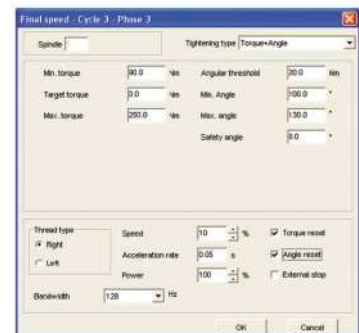 Final speed - Cycle 3 - Phase 3
Spindle
Tightening type Torque+Angle
Min. torque 90.0 Nm Angular threshold 30.0 Nm
Target torque 0.0 Nm Min. Angle 100.0 °
Max. torque 250.0 Nm Max. angle 130.0 °
Safety angle 0.0 °
Thread type
Right
Left
Speed 10 % Torque reset
Acceleration rate 0.05 s Angle reset
Power 100 % External stop
Bandwidth 128 Hz
OK Cancel